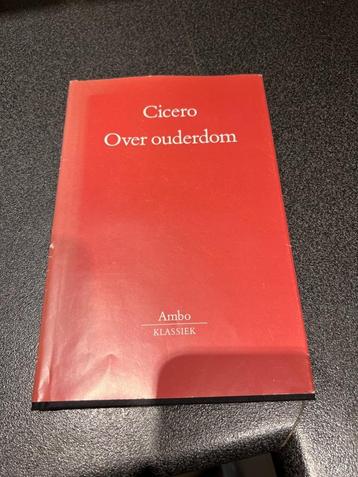 Cicero
Over ouderdom
Ambo
KLASSIEK